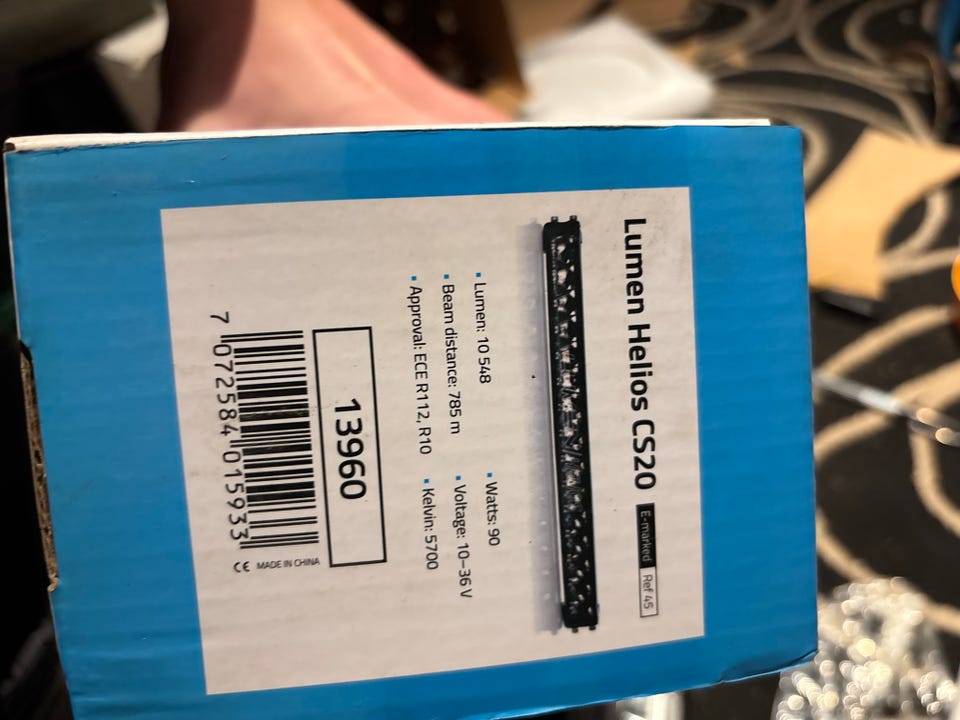 Lumen Helios CS20 E-marked Ref 45
▪ Lumen: 10 548
▪ Beam distance: 785 m
▪ Approval: ECE R112, R10
▪ Watts: 90
▪ Voltage: 10–36 V
▪ Kelvin: 5700
13960
7 072584 015933
CE MADE IN CHINA